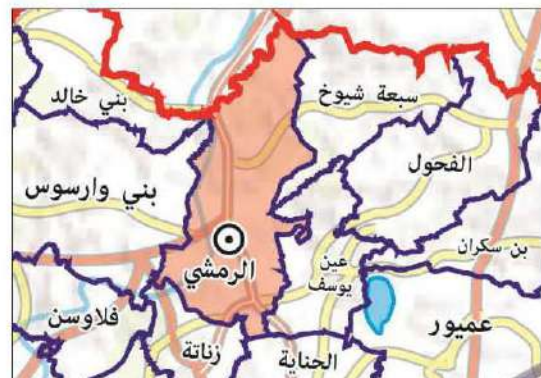 سبعة شيوخ
بني خالد
الفحول
بني وارسوس
بن سكران
عين
يوسف
الرمشي
فلاوسن
عميور
زناتة
الحناية